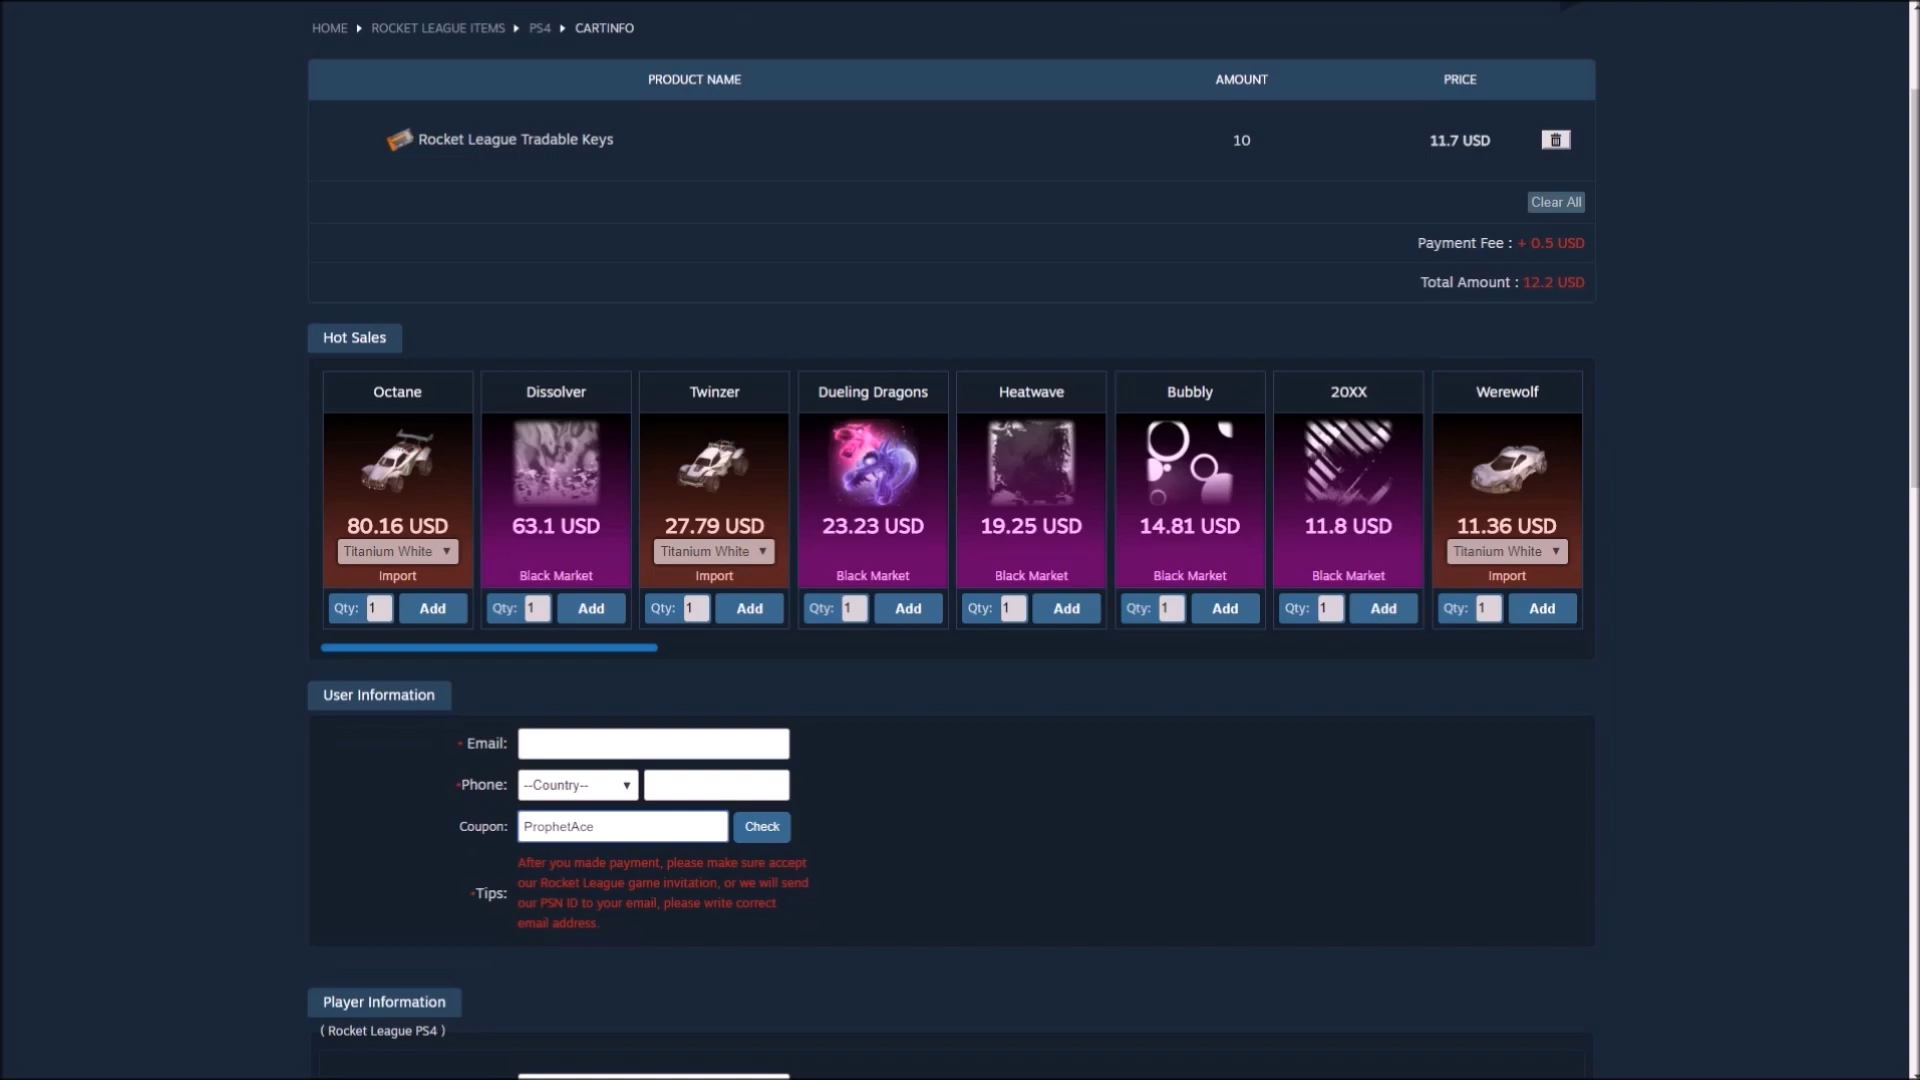 HOME ROCKET LEAGUE ITEMS PS4 CARTINFO
PRODUCT NAME AMOUNT PRICE
Rocket League Tradable Keys 10 11.7 USD
Clear All
Payment Fee : + 0.5 USD
Total Amount : 12.2 USD
Hot Sales
Octane Dissolver Twinzer Dueling Dragons Heatwave Bubbly 20XX Werewolf
80.16 USD 63.1 USD 27.79 USD 23.23 USD 19.25 USD 14.81 USD 11.8 USD 11.36 USD
Titanium White Titanium White Titanium White
Import Black Market Import Black Market Black Market Black Market Black Market Import
Qty: 1 Add Qty: 1 Add Qty: 1 Add Qty: 1 Add Qty: 1 Add Qty: 1 Add Qty: 1 Add Qty: 1 Add
User Information
* Email:
*Phone: --Country--
Coupon: ProphetAce Check
*Tips: After you made payment, please make sure accept
our Rocket League game invitation, or we will send
our PSN ID to your email, please write correct
email address.
Player Information
( Rocket League PS4 )